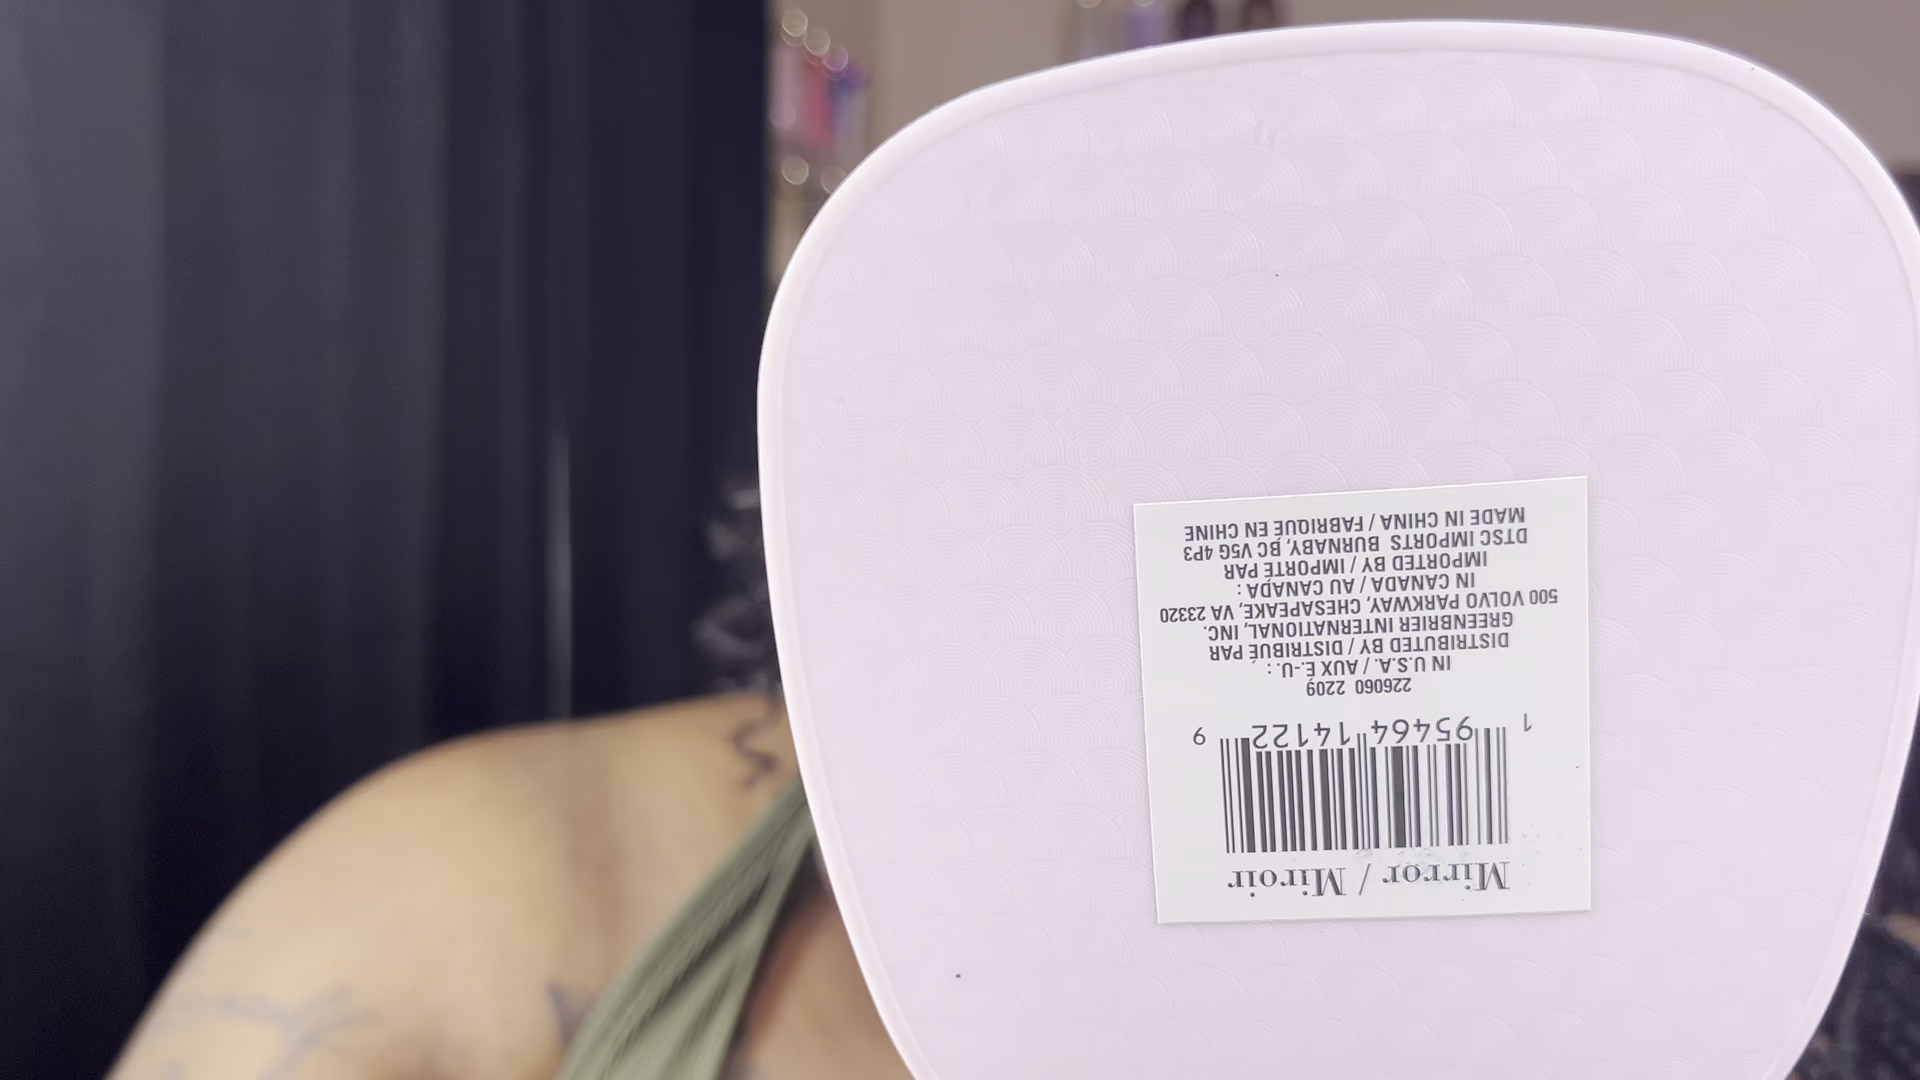 Mirror / Miroir
1 95464 14122 9
226060 2209
IN U.S.A. / AUX É.-U. :
DISTRIBUTED BY / DISTRIBUÉ PAR
GREENBRIER INTERNATIONAL, INC.
500 VOLVO PARKWAY, CHESAPEAKE, VA 23320
IN CANADA / AU CANADA :
IMPORTED BY / IMPORTÉ PAR
DTSC IMPORTS BURNABY, BC V5G 4P3
MADE IN CHINA / FABRIQUÉ EN CHINE